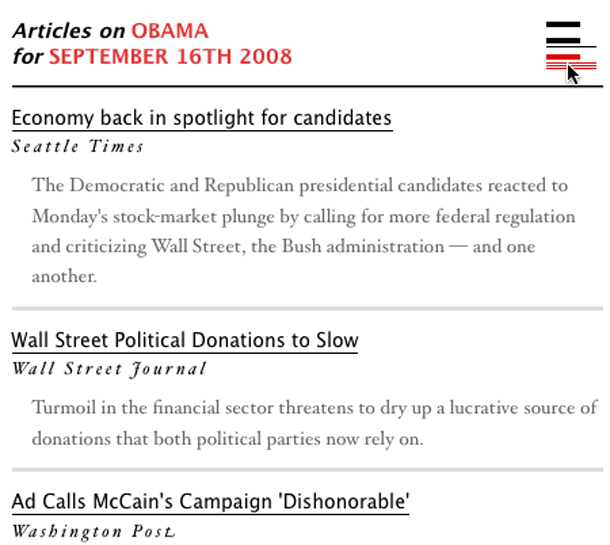 Articles on OBAMA
for SEPTEMBER 16TH 2008
Economy back in spotlight for candidates
Seattle Times
The Democratic and Republican presidential candidates reacted to
Monday's stock-market plunge by calling for more federal regulation
and criticizing Wall Street, the Bush administration — and one
another.
Wall Street Political Donations to Slow
Wall Street Journal
Turmoil in the financial sector threatens to dry up a lucrative source of
donations that both political parties now rely on.
Ad Calls McCain's Campaign 'Dishonorable'
Washington Post